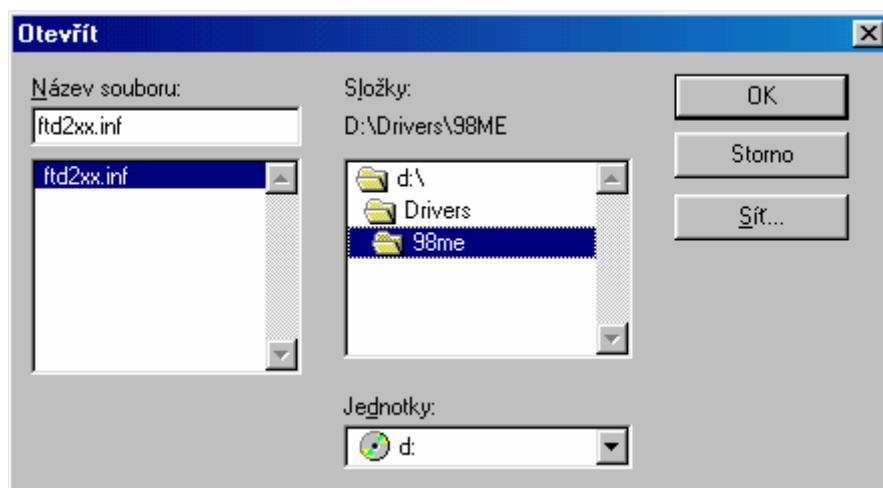 Otevřít
Název souboru:
ftd2xx.inf
ftd2xx.inf
Složky:
D:\Drivers\98ME
d:\
Drivers
98me
Jednotky:
d:
OK
Storno
Síť...